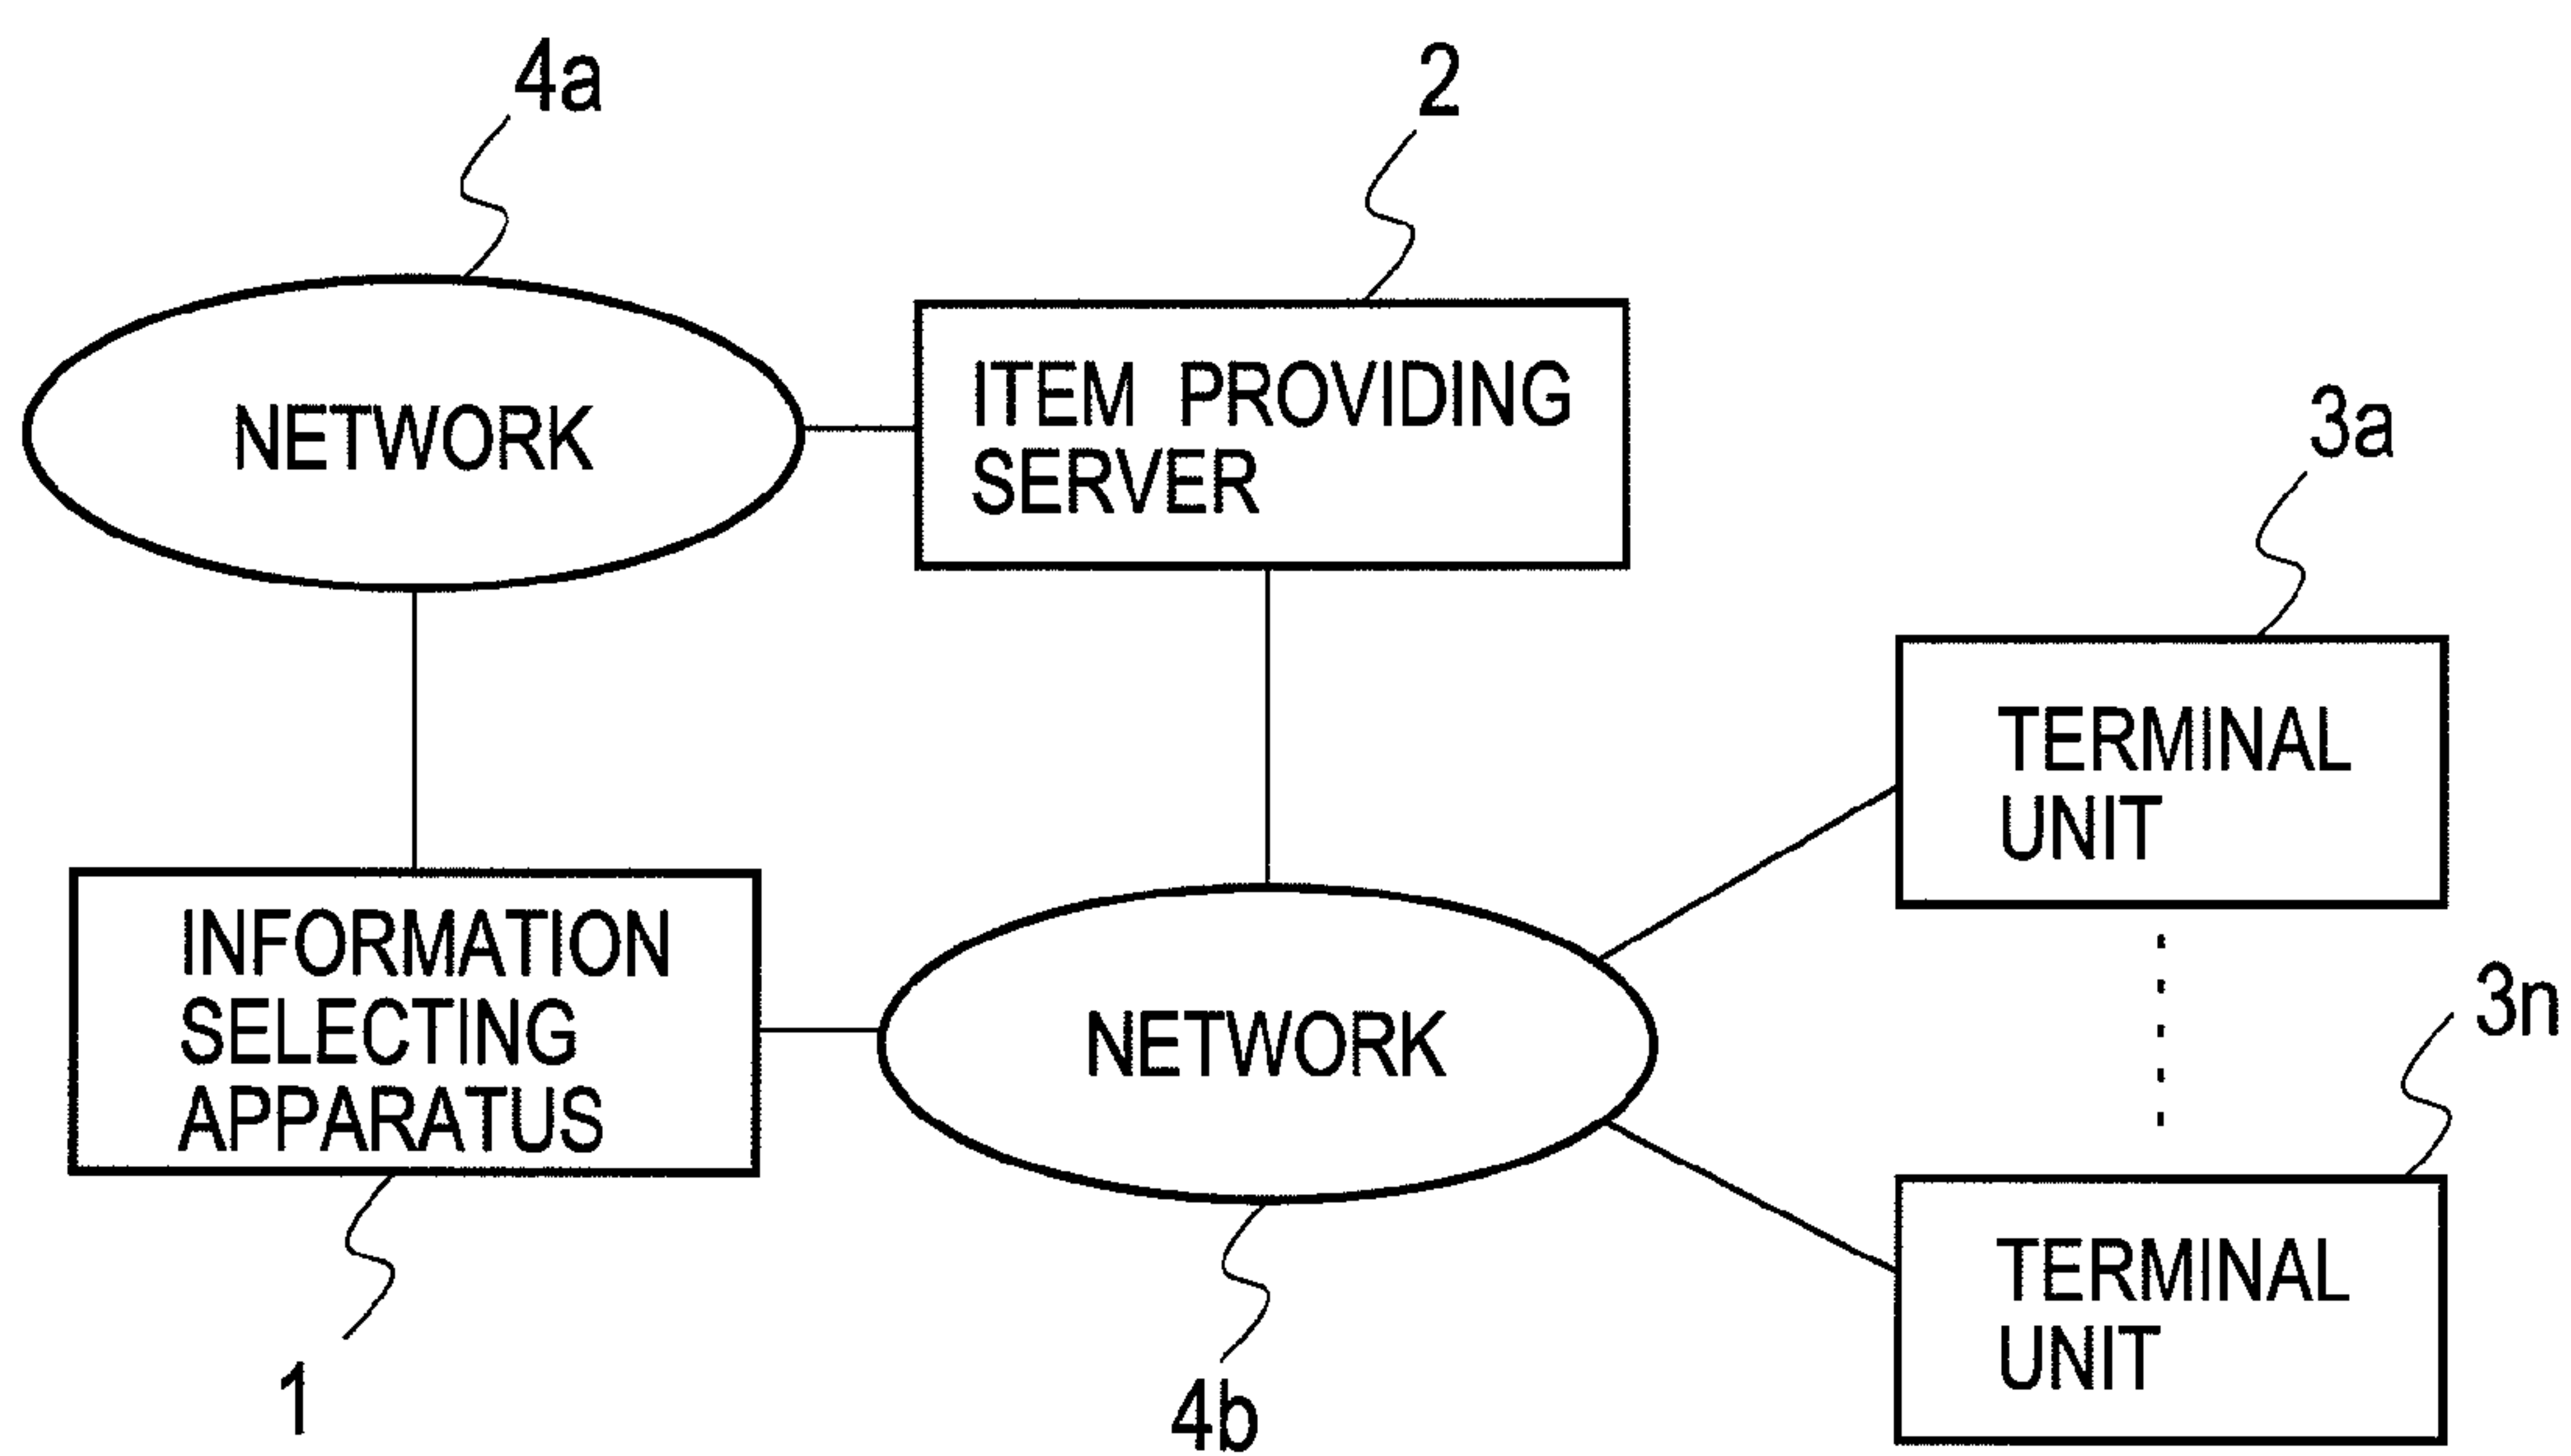 4a
2
NETWORK
ITEM PROVIDING
SERVER
3a
TERMINAL
UNIT
INFORMATION
SELECTING
APPARATUS
NETWORK
3n
TERMINAL
UNIT
1
4b